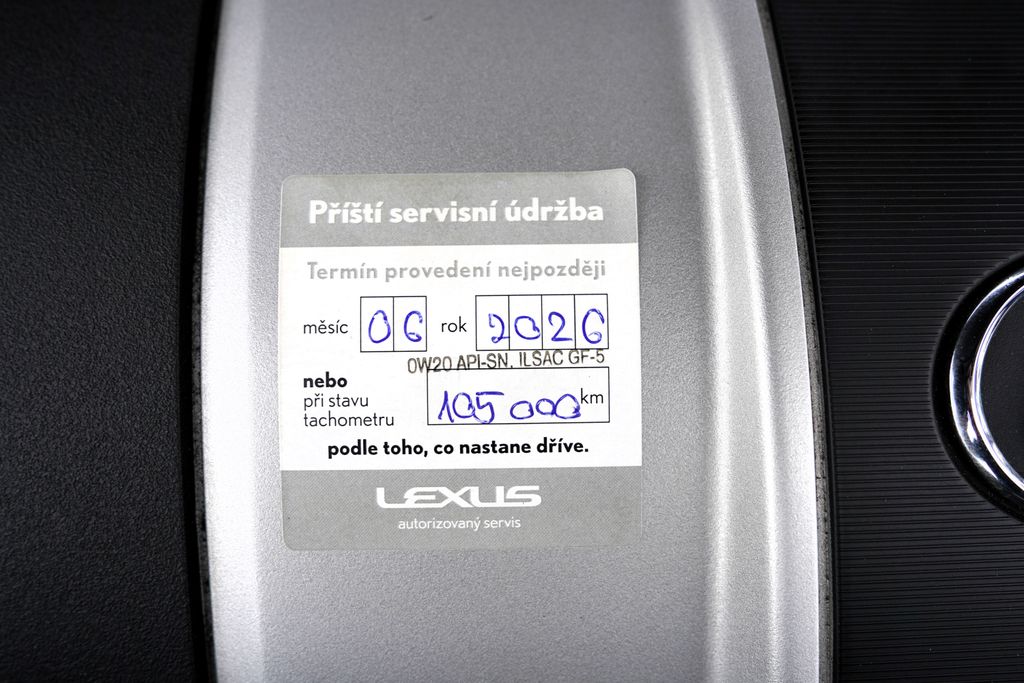 Příští servisní údržba
Termín provedení nejpozději
měsíc 06 rok 2026
0W20 API-SN, ILSAC GF-5
nebo
při stavu
tachometru 105 000 km
podle toho, co nastane dříve.
LEXUS
autorizovaný servis